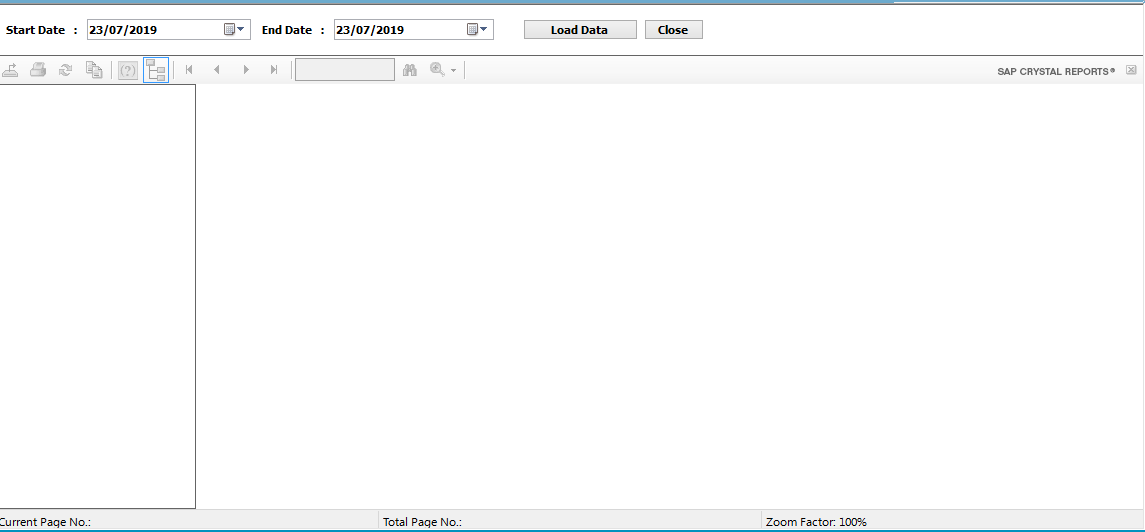 Start Date : 23/07/2019 End Date : 23/07/2019 Load Data Close
(?) SAP CRYSTAL REPORTS®
Current Page No.: Total Page No.: Zoom Factor: 100%